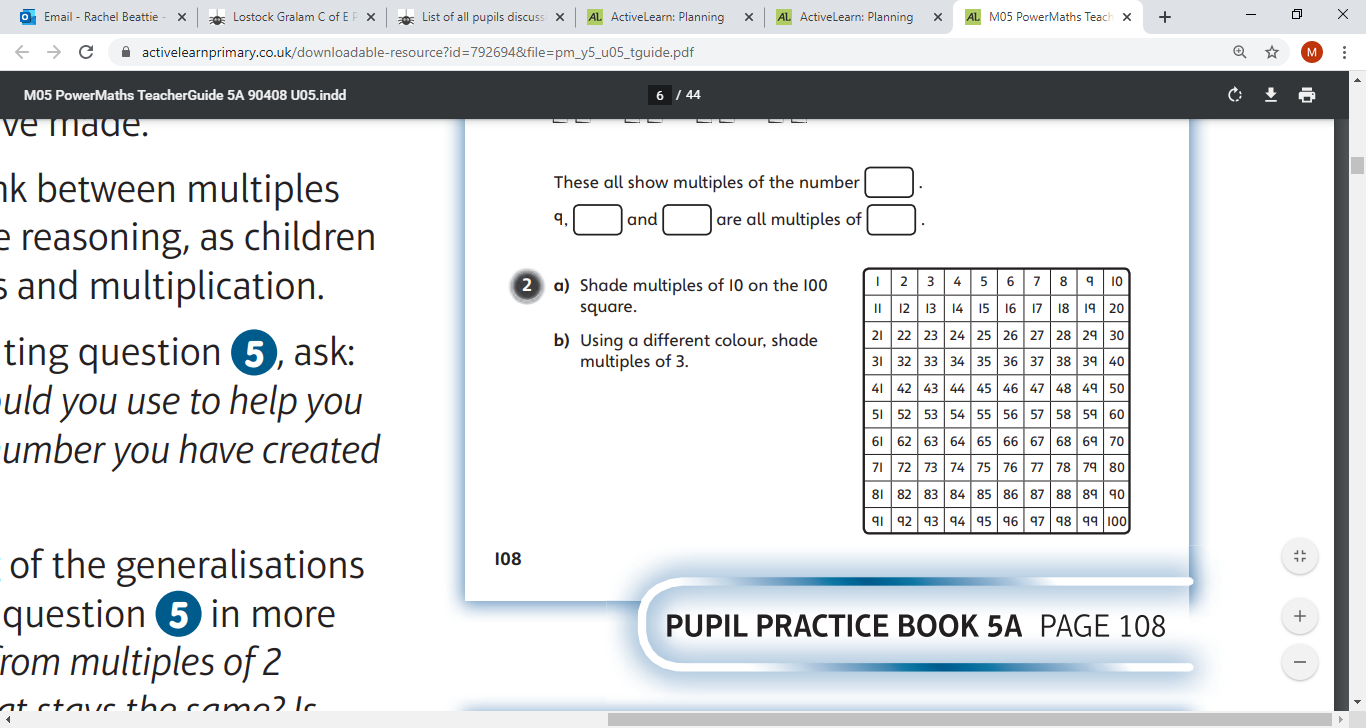 Email - Rachel Beattie -
Lostock Gralam C of E P
List of all pupils discuss
ActiveLearn: Planning
ActiveLearn: Planning
M05 PowerMaths Teach
activelearnprimary.co.uk/downloadable-resource?id=792694&file=pm_y5_u05_tguide.pdf
M
M05 PowerMaths TeacherGuide 5A 90408 U05.indd
6 / 44
ve made.
nk between multiples
e reasoning, as children
s and multiplication.
ting question 5, ask:
ould you use to help you
umber you have created
of the generalisations
question 5 in more
from multiples of 2
at stays the same? Is
These all show multiples of the number .
9, and are all multiples of .
2 a) Shade multiples of 10 on the 100
square.
b) Using a different colour, shade
multiples of 3.
1 2 3 4 5 6 7 8 9 10
11 12 13 14 15 16 17 18 19 20
21 22 23 24 25 26 27 28 29 30
31 32 33 34 35 36 37 38 39 40
41 42 43 44 45 46 47 48 49 50
51 52 53 54 55 56 57 58 59 60
61 62 63 64 65 66 67 68 69 70
71 72 73 74 75 76 77 78 79 80
81 82 83 84 85 86 87 88 89 90
91 92 93 94 95 96 97 98 99 100
108
PUPIL PRACTICE BOOK 5A PAGE 108